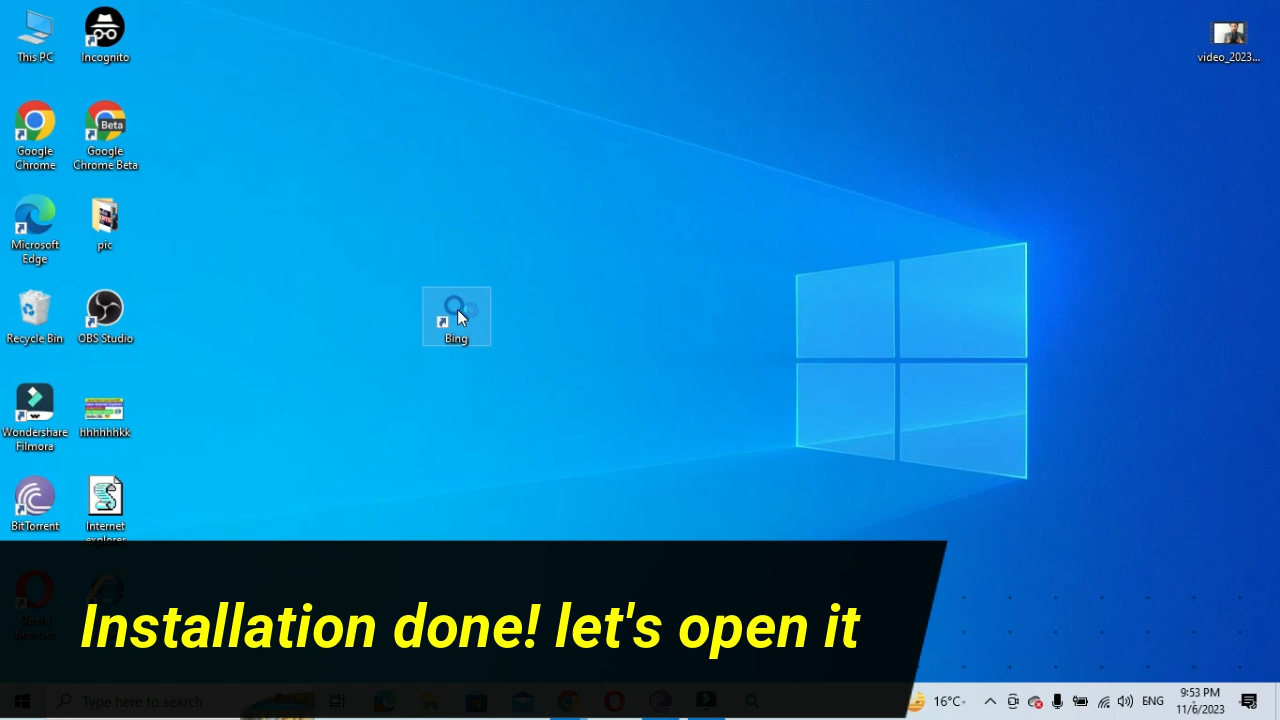 This PC
Incognito
video_2023...
Google
Chrome
Beta
Google
Chrome Beta
Microsoft
Edge
pic
Recycle Bin
OBS Studio
Bing
Wondershare
Filmora
hhhhhhkk
BitTorrent
Internet
explorer
Opera
browser
Installation done! let's open it
Type here to search
16°C
ENG
9:53 PM
11/6/2023